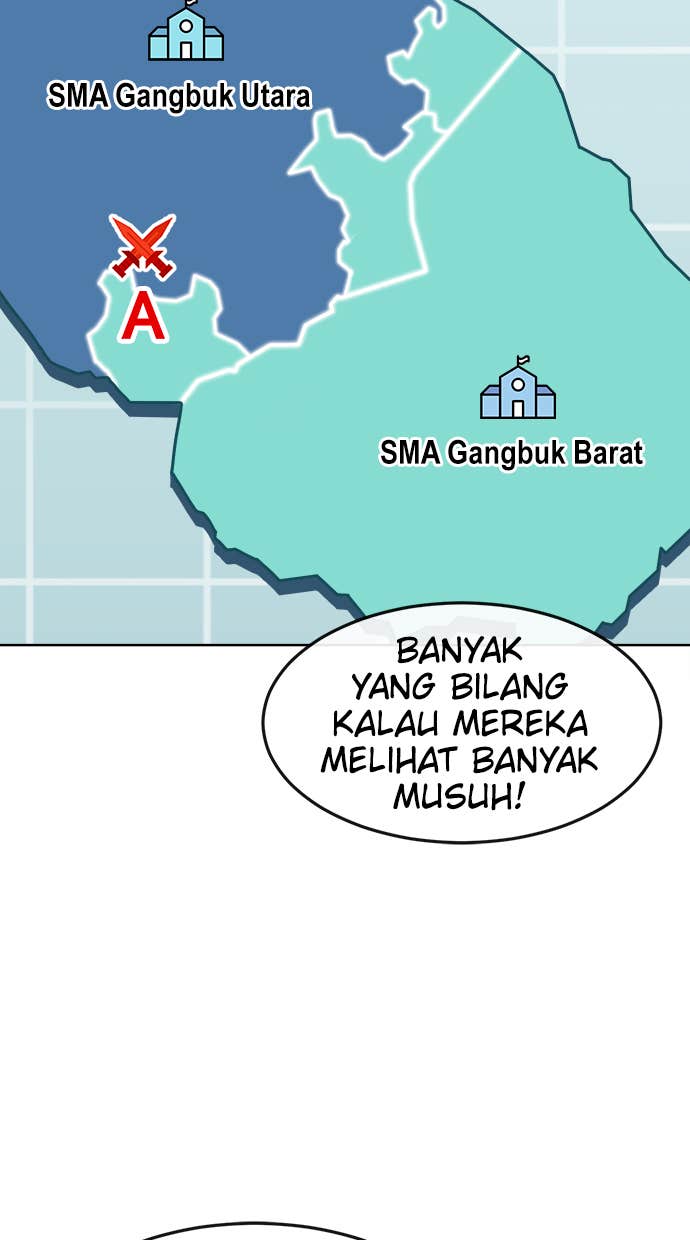 SMA Gangbuk Utara
A
SMA Gangbuk Barat
BANYAK
YANG BILANG
KALAU MEREKA
MELIHAT BANYAK
MUSUH!